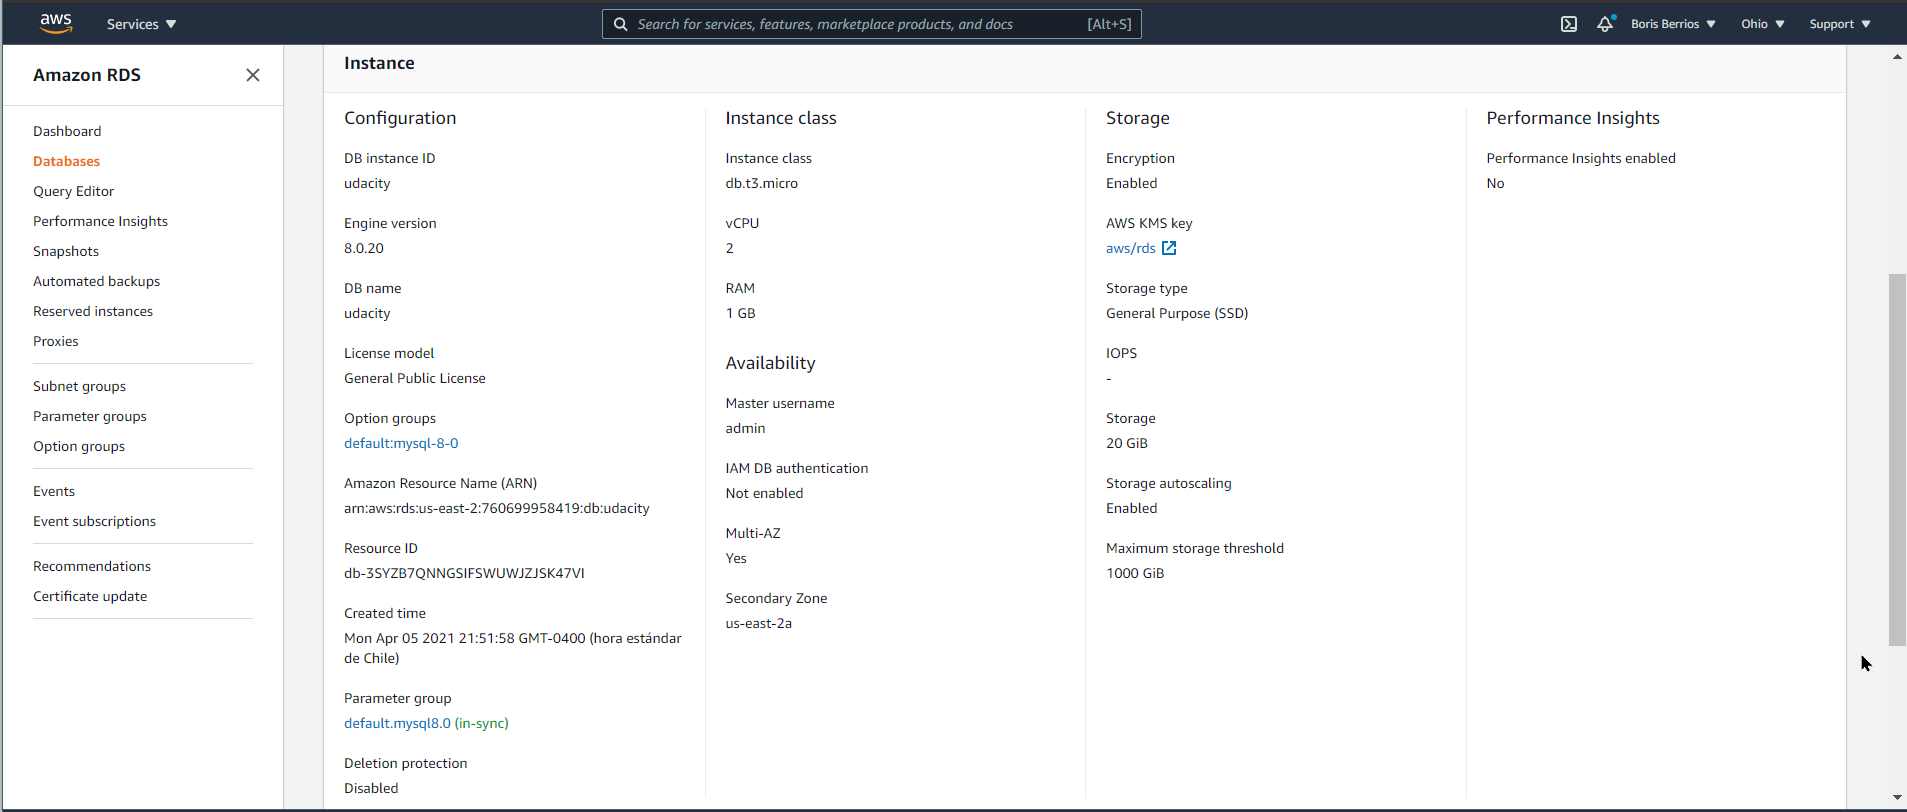 aws
Services
Search for services, features, marketplace products, and docs
[Alt+S]
Boris Berrios
Ohio
Support
Amazon RDS
Dashboard
Databases
Query Editor
Performance Insights
Snapshots
Automated backups
Reserved instances
Proxies
Subnet groups
Parameter groups
Option groups
Events
Event subscriptions
Recommendations
Certificate update
Instance
Configuration
DB instance ID
udacity
Engine version
8.0.20
DB name
udacity
License model
General Public License
Option groups
default:mysql-8-0
Amazon Resource Name (ARN)
arn:aws:rds:us-east-2:760699958419:db:udacity
Resource ID
db-3SYZB7QNNGSIFSWUWJZJSK47VI
Created time
Mon Apr 05 2021 21:51:58 GMT-0400 (hora estándar
de Chile)
Parameter group
default.mysql8.0 (in-sync)
Deletion protection
Disabled
Instance class
Instance class
db.t3.micro
vCPU
2
RAM
1 GB
Availability
Master username
admin
IAM DB authentication
Not enabled
Multi-AZ
Yes
Secondary Zone
us-east-2a
Storage
Encryption
Enabled
AWS KMS key
aws/rds
Storage type
General Purpose (SSD)
IOPS
-
Storage
20 GiB
Storage autoscaling
Enabled
Maximum storage threshold
1000 GiB
Performance Insights
Performance Insights enabled
No